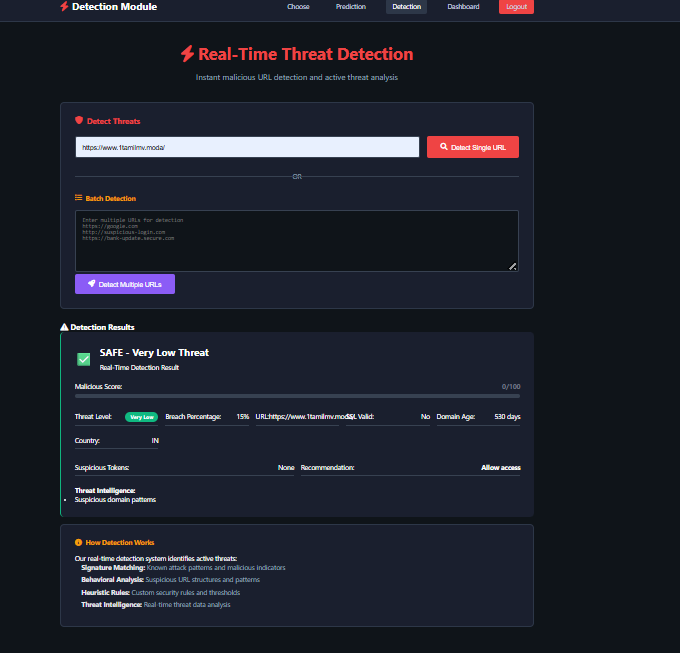 Detection Module
Choose
Prediction
Detection
Dashboard
Logout
Real-Time Threat Detection
Instant malicious URL detection and active threat analysis
Detect Threats
https://www.1tamilmv.moda/
Detect Single URL
OR
Batch Detection
Enter multiple URLs for detection
https://google.com
http://suspicious-login.com
https://bank-update.secure.com
Detect Multiple URLs
Detection Results
SAFE - Very Low Threat
Real-Time Detection Result
Malicious Score: 0/100
Threat Level: Very Low Breach Percentage: 15% URL:https://www.1tamilmv.moda/ Valid: No Domain Age: 530 days
Country: IN
Suspicious Tokens: None Recommendation: Allow access
Threat Intelligence:
• Suspicious domain patterns
How Detection Works
Our real-time detection system identifies active threats:
Signature Matching: Known attack patterns and malicious indicators
Behavioral Analysis: Suspicious URL structures and patterns
Heuristic Rules: Custom security rules and thresholds
Threat Intelligence: Real-time threat data analysis